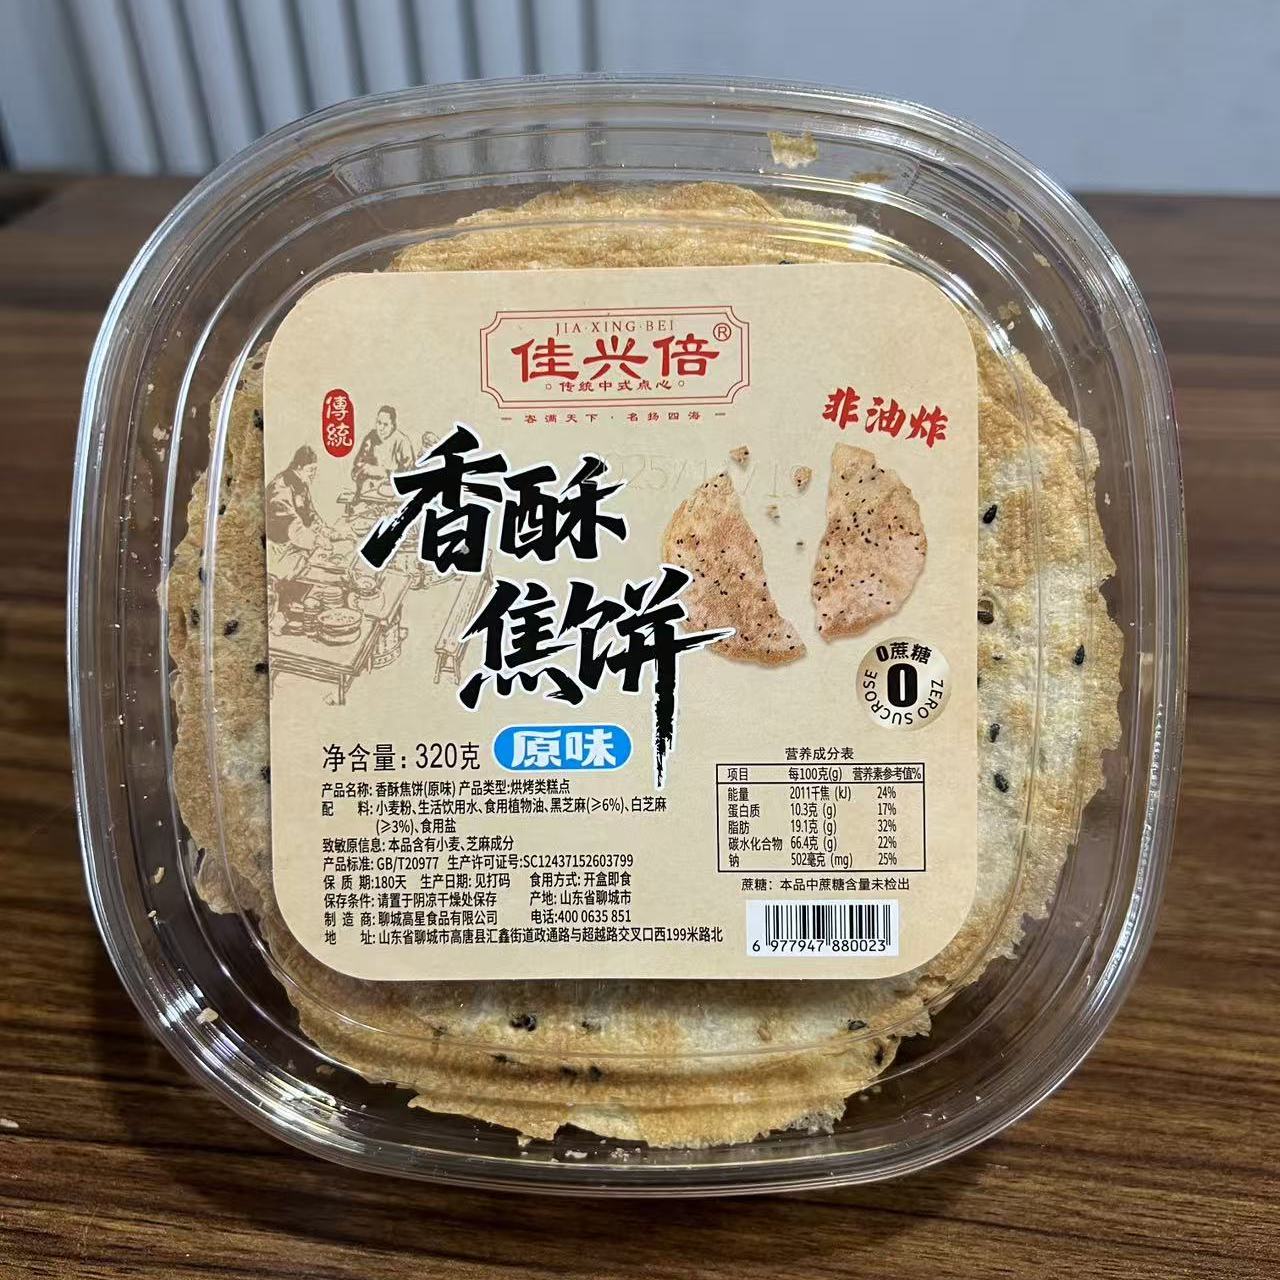 JIA·XING·BEI
佳兴倍®
传统中式点心
客满天下·名扬四海
傳統
非油炸
香酥
焦饼
0蔗糖
0
ZERO SUCROSE
净含量：320克 原味
产品名称: 香酥焦饼(原味) 产品类型:烘烤类糕点
配 料:小麦粉、生活饮用水、食用植物油、黑芝麻(≥6%)、白芝麻
(≥3%)、食用盐
致敏原信息: 本品含有小麦、芝麻成分
产品标准: GB/T20977 生产许可证号:SC12437152603799
保 质 期:180天 生产日期: 见打码 食用方式: 开盒即食
保存条件: 请置于阴凉干燥处保存 产地: 山东省聊城市
制 造 商:聊城高星食品有限公司 电话:400 0635 851
地 址: 山东省聊城市高唐县汇鑫街道政通路与超越路交叉口西199米路北
营养成分表
项目 每100克(g) 营养素参考值%
能量 2011千焦 (kJ) 24%
蛋白质 10.3克 (g) 17%
脂肪 19.1克 (g) 32%
碳水化合物 66.4克 (g) 22%
钠 502毫克 (mg) 25%
蔗糖：本品中蔗糖含量未检出
6 977947 880023